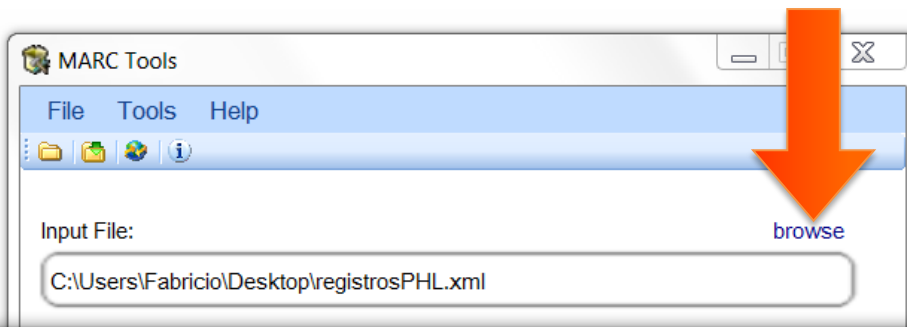 MARC Tools
File Tools Help
Input File: browse
C:\Users\Fabricio\Desktop\registrosPHL.xml